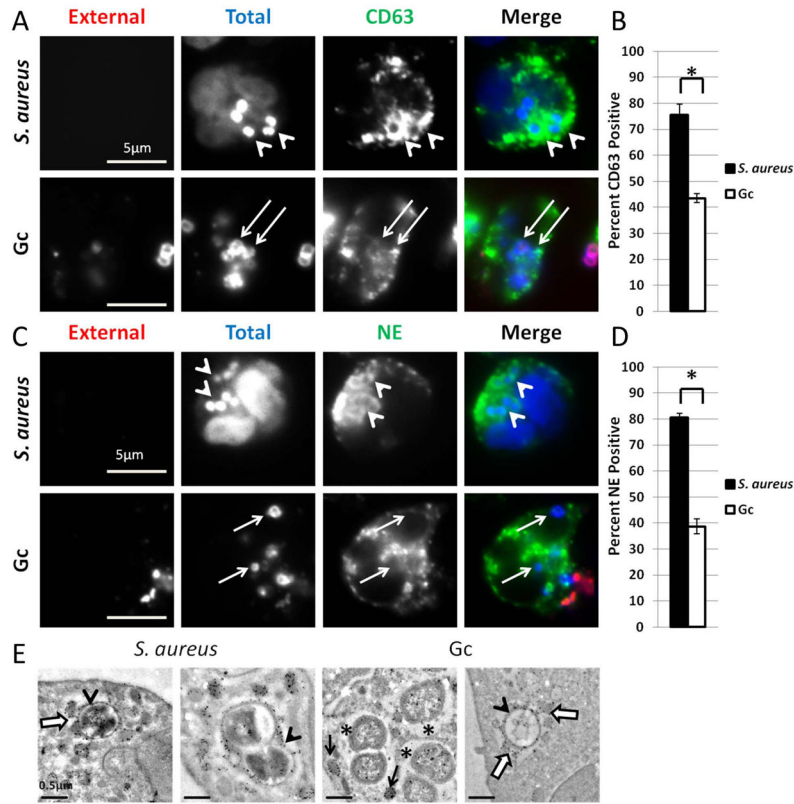 A External Total CD63 Merge B
S. aureus
5μm
Gc
Percent CD63 Positive
100
90
80
70
60
50
40
30
20
10
0
*
S. aureus
Gc
C External Total NE Merge D
S. aureus
5μm
Gc
Percent NE Positive
100
90
80
70
60
50
40
30
20
10
0
*
S. aureus
Gc
E S. aureus Gc
0.5μm
* * *